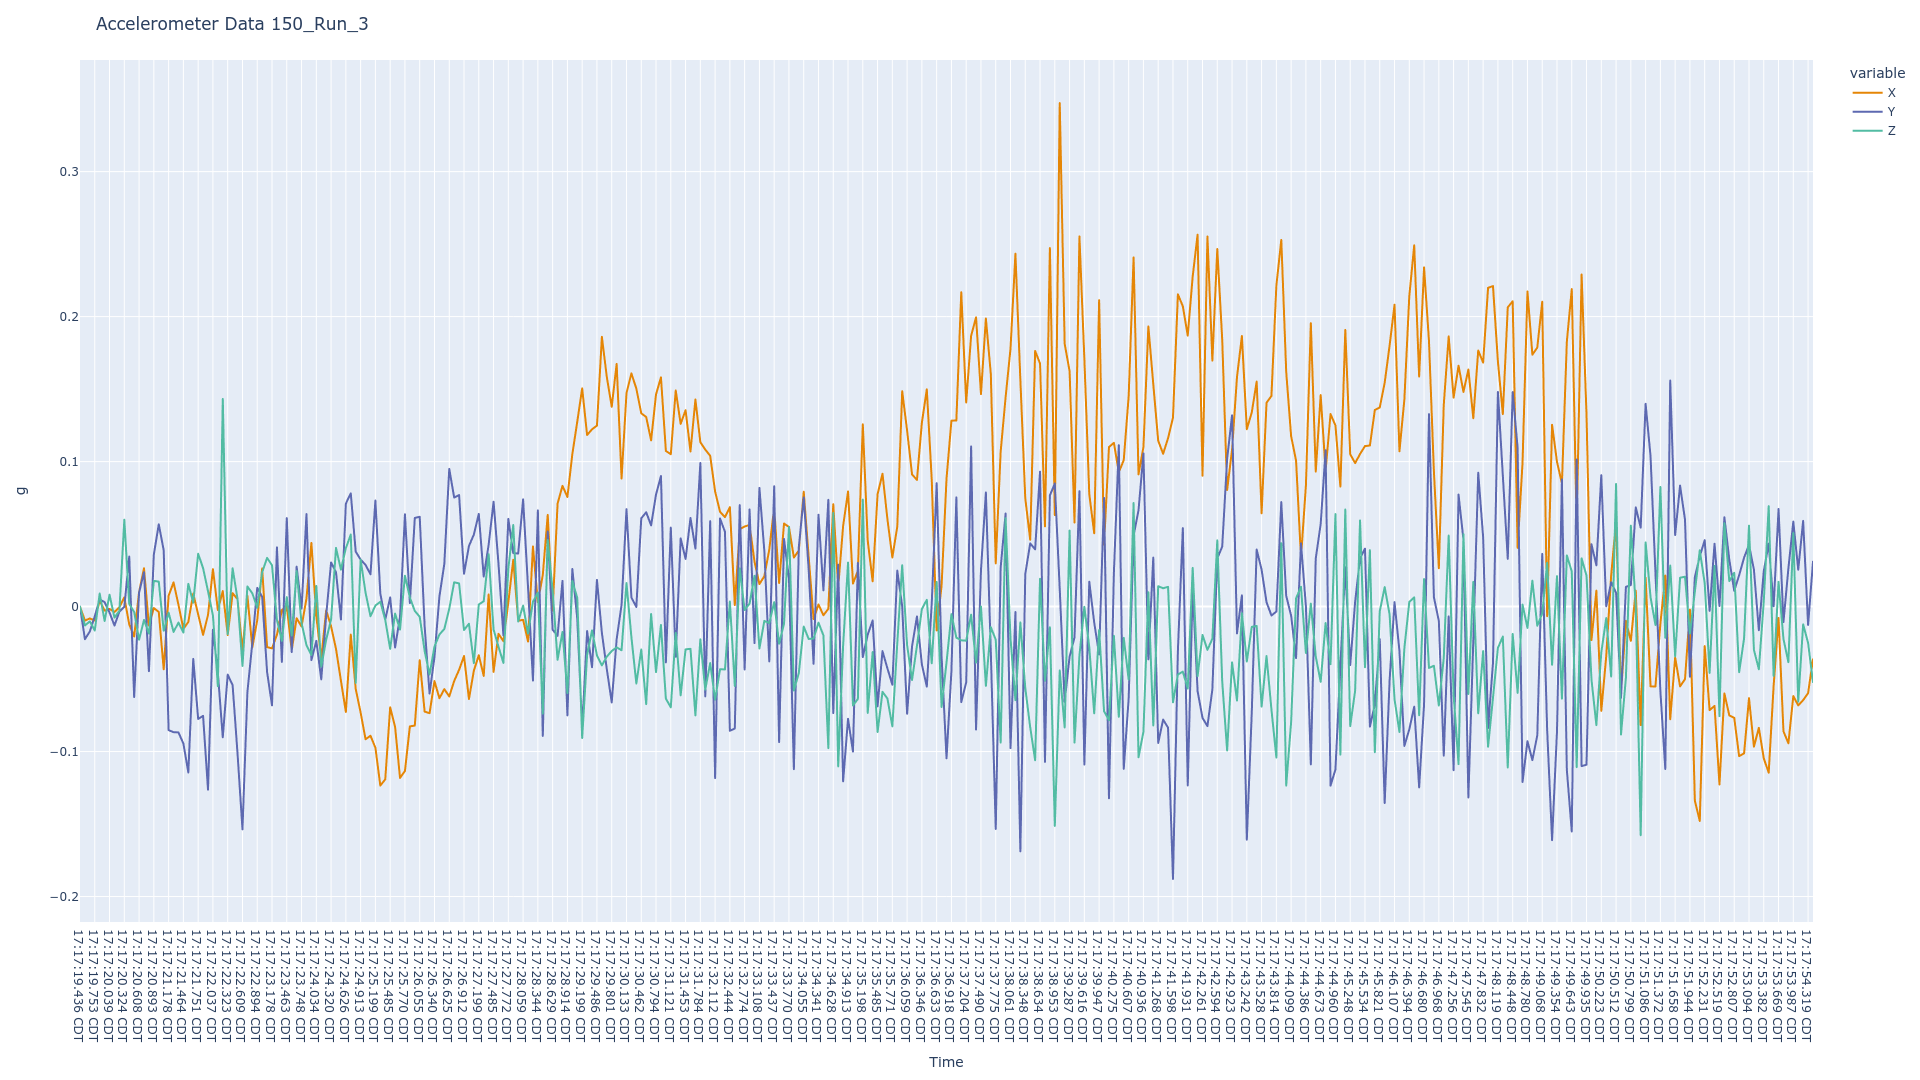 Accelerometer Data 150_Run_3
variable
X
Y
Z
g
0.3
0.2
0.1
0
−0.1
−0.2
17:17:19.436 CDT
17:17:19.753 CDT
17:17:20.039 CDT
17:17:20.324 CDT
17:17:20.608 CDT
17:17:20.893 CDT
17:17:21.178 CDT
17:17:21.464 CDT
17:17:21.751 CDT
17:17:22.037 CDT
17:17:22.323 CDT
17:17:22.609 CDT
17:17:22.894 CDT
17:17:23.178 CDT
17:17:23.463 CDT
17:17:23.748 CDT
17:17:24.034 CDT
17:17:24.320 CDT
17:17:24.626 CDT
17:17:24.913 CDT
17:17:25.199 CDT
17:17:25.485 CDT
17:17:25.770 CDT
17:17:26.055 CDT
17:17:26.340 CDT
17:17:26.625 CDT
17:17:26.912 CDT
17:17:27.199 CDT
17:17:27.485 CDT
17:17:27.772 CDT
17:17:28.059 CDT
17:17:28.344 CDT
17:17:28.629 CDT
17:17:28.914 CDT
17:17:29.199 CDT
17:17:29.486 CDT
17:17:29.801 CDT
17:17:30.133 CDT
17:17:30.462 CDT
17:17:30.794 CDT
17:17:31.121 CDT
17:17:31.453 CDT
17:17:31.784 CDT
17:17:32.112 CDT
17:17:32.444 CDT
17:17:32.774 CDT
17:17:33.108 CDT
17:17:33.437 CDT
17:17:33.770 CDT
17:17:34.055 CDT
17:17:34.341 CDT
17:17:34.628 CDT
17:17:34.913 CDT
17:17:35.198 CDT
17:17:35.485 CDT
17:17:35.771 CDT
17:17:36.059 CDT
17:17:36.346 CDT
17:17:36.633 CDT
17:17:36.918 CDT
17:17:37.204 CDT
17:17:37.490 CDT
17:17:37.775 CDT
17:17:38.061 CDT
17:17:38.348 CDT
17:17:38.634 CDT
17:17:38.953 CDT
17:17:39.287 CDT
17:17:39.616 CDT
17:17:39.947 CDT
17:17:40.275 CDT
17:17:40.607 CDT
17:17:40.936 CDT
17:17:41.268 CDT
17:17:41.598 CDT
17:17:41.931 CDT
17:17:42.261 CDT
17:17:42.594 CDT
17:17:42.923 CDT
17:17:43.242 CDT
17:17:43.528 CDT
17:17:43.814 CDT
17:17:44.099 CDT
17:17:44.386 CDT
17:17:44.673 CDT
17:17:44.960 CDT
17:17:45.248 CDT
17:17:45.534 CDT
17:17:45.821 CDT
17:17:46.107 CDT
17:17:46.394 CDT
17:17:46.680 CDT
17:17:46.968 CDT
17:17:47.256 CDT
17:17:47.545 CDT
17:17:47.832 CDT
17:17:48.119 CDT
17:17:48.448 CDT
17:17:48.780 CDT
17:17:49.068 CDT
17:17:49.354 CDT
17:17:49.643 CDT
17:17:49.935 CDT
17:17:50.223 CDT
17:17:50.512 CDT
17:17:50.799 CDT
17:17:51.086 CDT
17:17:51.372 CDT
17:17:51.658 CDT
17:17:51.944 CDT
17:17:52.231 CDT
17:17:52.519 CDT
17:17:52.807 CDT
17:17:53.094 CDT
17:17:53.382 CDT
17:17:53.669 CDT
17:17:53.987 CDT
17:17:54.319 CDT
Time